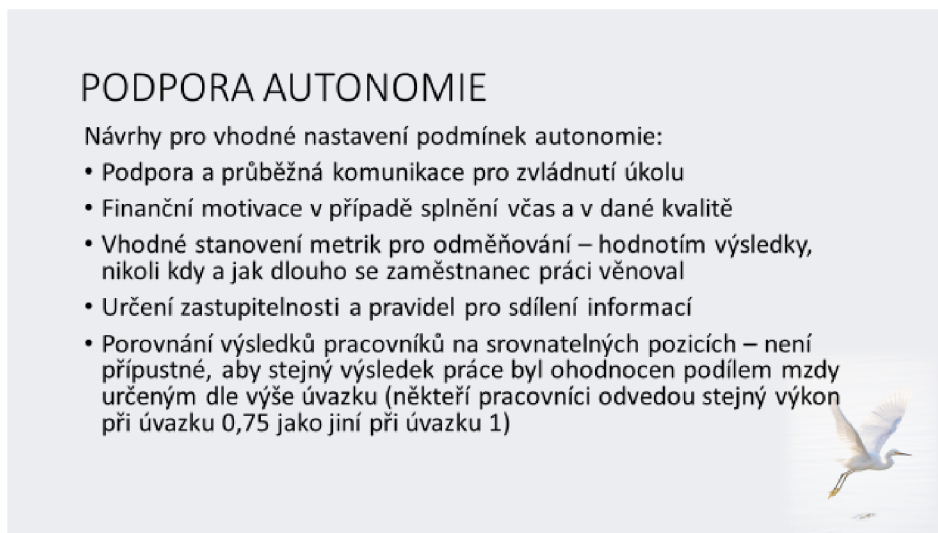 PODPORA AUTONOMIE
Návrhy pro vhodné nastavení podmínek autonomie:
• Podpora a průběžná komunikace pro zvládnutí úkolu
• Finanční motivace v případě splnění včas a v dané kvalitě
• Vhodné stanovení metrik pro odměňování – hodnotím výsledky,
nikoli kdy a jak dlouho se zaměstnanec práci věnoval
• Určení zastupitelnosti a pravidel pro sdílení informací
• Porovnání výsledků pracovníků na srovnatelných pozicích – není
přípustné, aby stejný výsledek práce byl ohodnocen podílem mzdy
určeným dle výše úvazku (někteří pracovníci odvedou stejný výkon
při úvazku 0,75 jako jiní při úvazku 1)